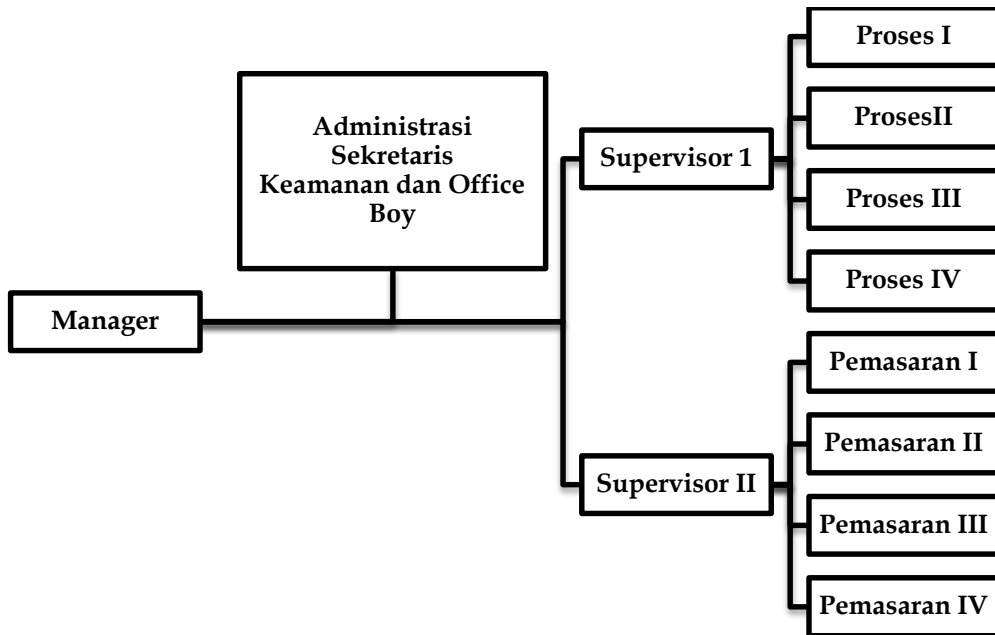 Manager
Administrasi
Sekretaris
Keamanan dan Office
Boy
Supervisor 1
Proses I
ProsesII
Proses III
Proses IV
Supervisor II
Pemasaran I
Pemasaran II
Pemasaran III
Pemasaran IV